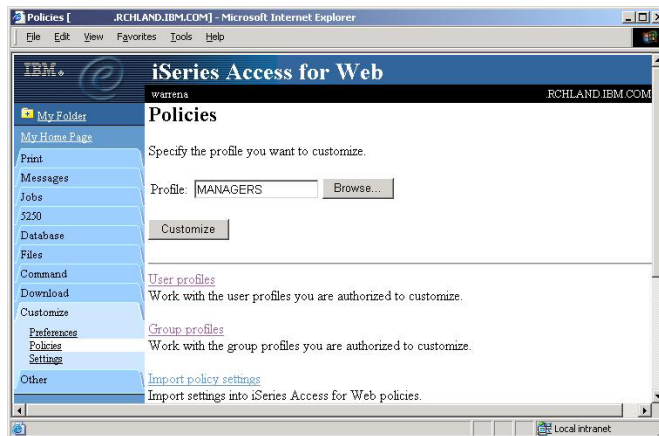 Policies [ .RCHLAND.IBM.COM] - Microsoft Internet Explorer
File Edit View Favorites Tools Help
IBM.
iSeries Access for Web
warrena .RCHLAND.IBM.COM
My Folder
My Home Page
Print
Messages
Jobs
5250
Database
Files
Command
Download
Customize
Preferences
Policies
Settings
Other
Policies
Specify the profile you want to customize.
Profile: MANAGERS Browse...
Customize
User profiles
Work with the user profiles you are authorized to customize.
Group profiles
Work with the group profiles you are authorized to customize.
Import policy settings
Import settings into iSeries Access for Web policies.
Local intranet